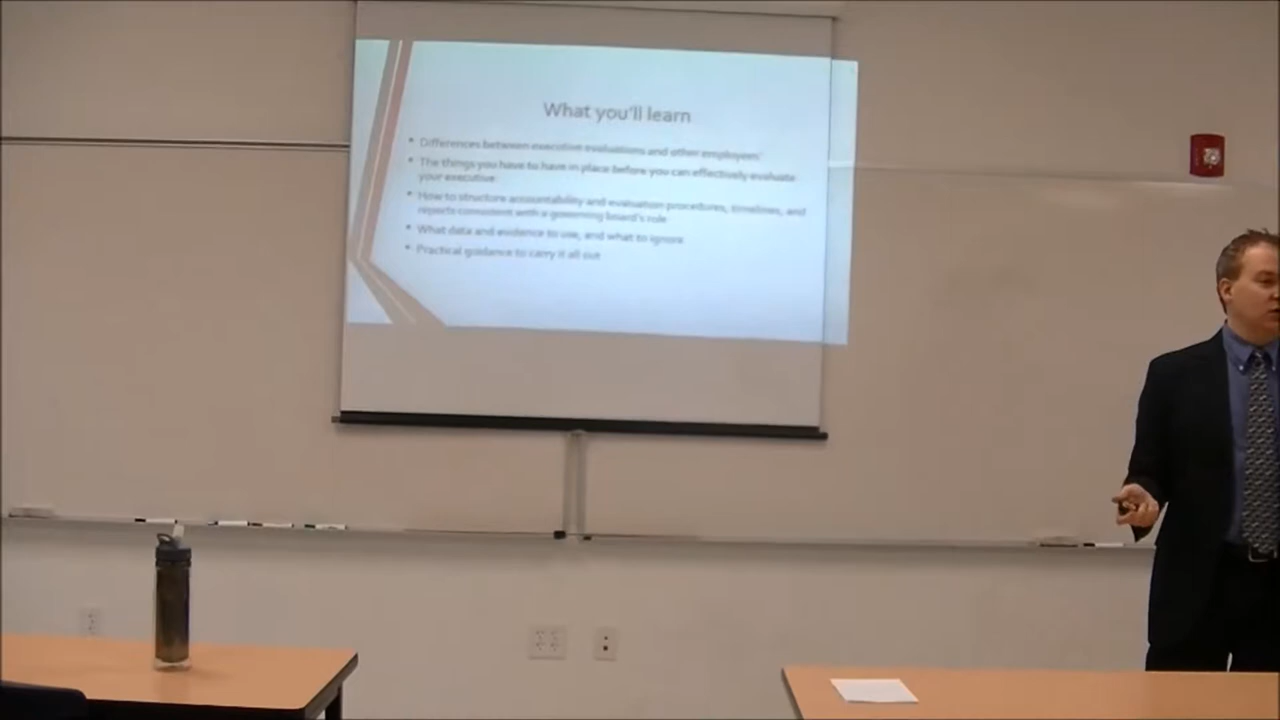 What you'll learn
• Differences between executive evaluations and other employees'
• The things you have to have in place before you can effectively evaluate
your executive
• How to structure accountability and evaluation procedures, timelines, and
reports consistent with a governing board's role
• What data and evidence to use, and what to ignore
• Practical guidance to carry it all out